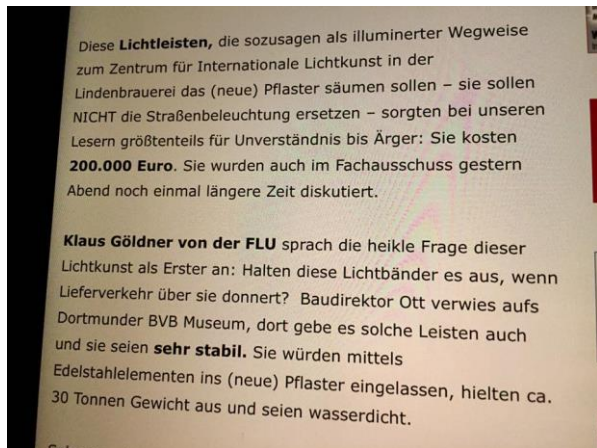 Diese Lichtleisten, die sozusagen als illuminerter Wegweise
zum Zentrum für Internationale Lichtkunst in der
Lindenbrauerei das (neue) Pflaster säumen sollen – sie sollen
NICHT die Straßenbeleuchtung ersetzen – sorgten bei unseren
Lesern größtenteils für Unverständnis bis Ärger: Sie kosten
200.000 Euro. Sie wurden auch im Fachausschuss gestern
Abend noch einmal längere Zeit diskutiert.
Klaus Göldner von der FLU sprach die heikle Frage dieser
Lichtkunst als Erster an: Halten diese Lichtbänder es aus, wenn
Lieferverkehr über sie donnert? Baudirektor Ott verwies aufs
Dortmunder BVB Museum, dort gebe es solche Leisten auch
und sie seien sehr stabil. Sie würden mittels
Edelstahlelementen ins (neue) Pflaster eingelassen, hielten ca.
30 Tonnen Gewicht aus und seien wasserdicht.